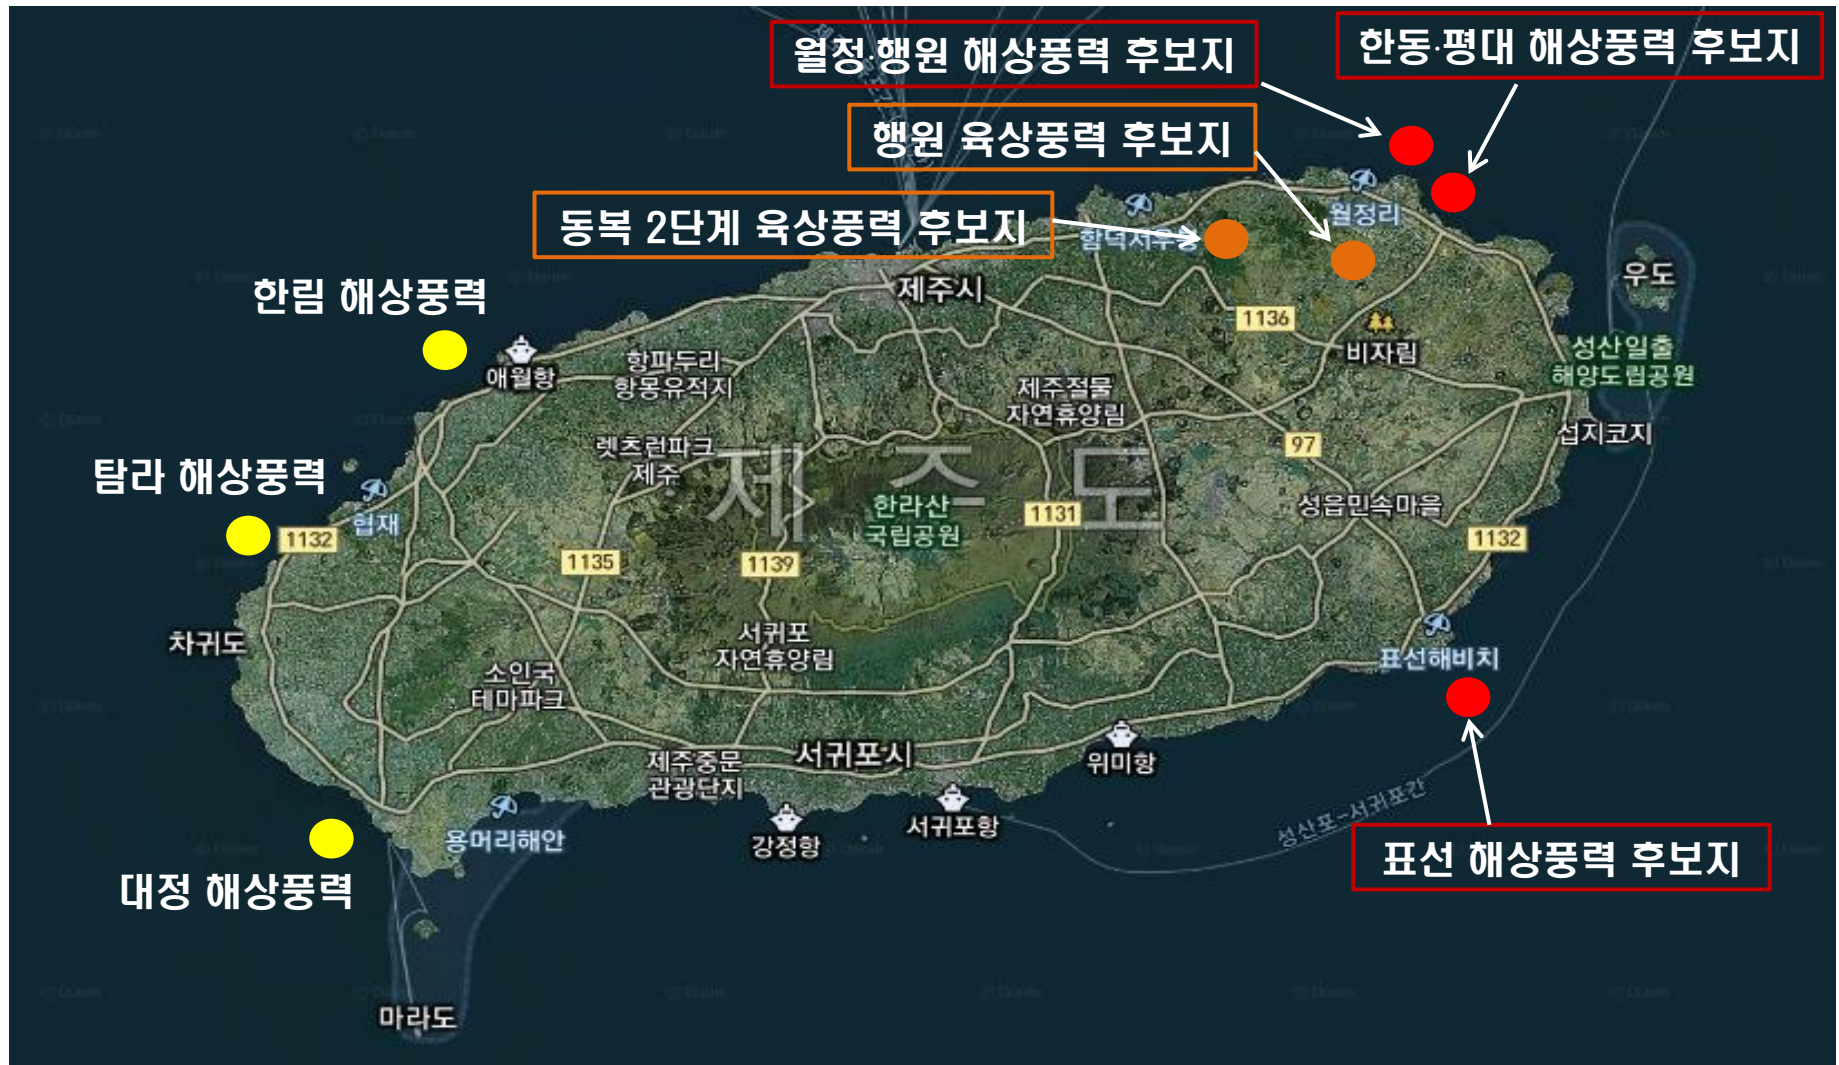 월정·행원 해상풍력 후보지
한동·평대 해상풍력 후보지
행원 육상풍력 후보지
동복 2단계 육상풍력 후보지
월정리
우도
한림 해상풍력
제주시
1136
비자림
성산일출
해양도립공원
애월항
항파두리
항몽유적지
제주절물
자연휴양림
섭지코지
97
렛츠런파크
제주
제주도
탐라 해상풍력
협재
1132
한라산
국립공원
1131
성읍민속마을
1132
1135
1139
차귀도
서귀포
자연휴양림
표선해비치
소인국
테마파크
서귀포시
제주중문
관광단지
위미항
성산포-서귀포간
서귀포항
강정항
용머리해안
표선 해상풍력 후보지
대정 해상풍력
마라도